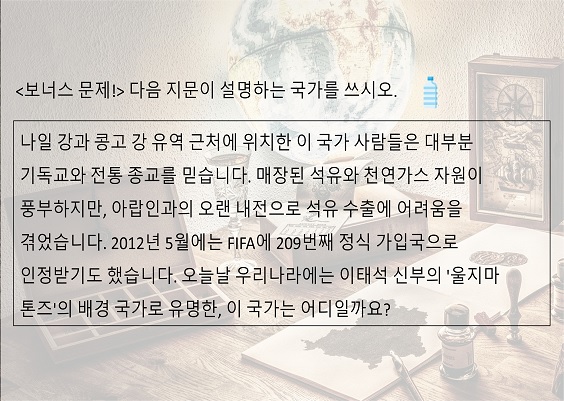 <보너스 문제!> 다음 지문이 설명하는 국가를 쓰시오.
나일 강과 콩고 강 유역 근처에 위치한 이 국가 사람들은 대부분
기독교와 전통 종교를 믿습니다. 매장된 석유와 천연가스 자원이
풍부하지만, 아랍인과의 오랜 내전으로 석유 수출에 어려움을
겪었습니다. 2012년 5월에는 FIFA에 209번째 정식 가입국으로
인정받기도 했습니다. 오늘날 우리나라에는 이태석 신부의 '울지마
톤즈'의 배경 국가로 유명한, 이 국가는 어디일까요?